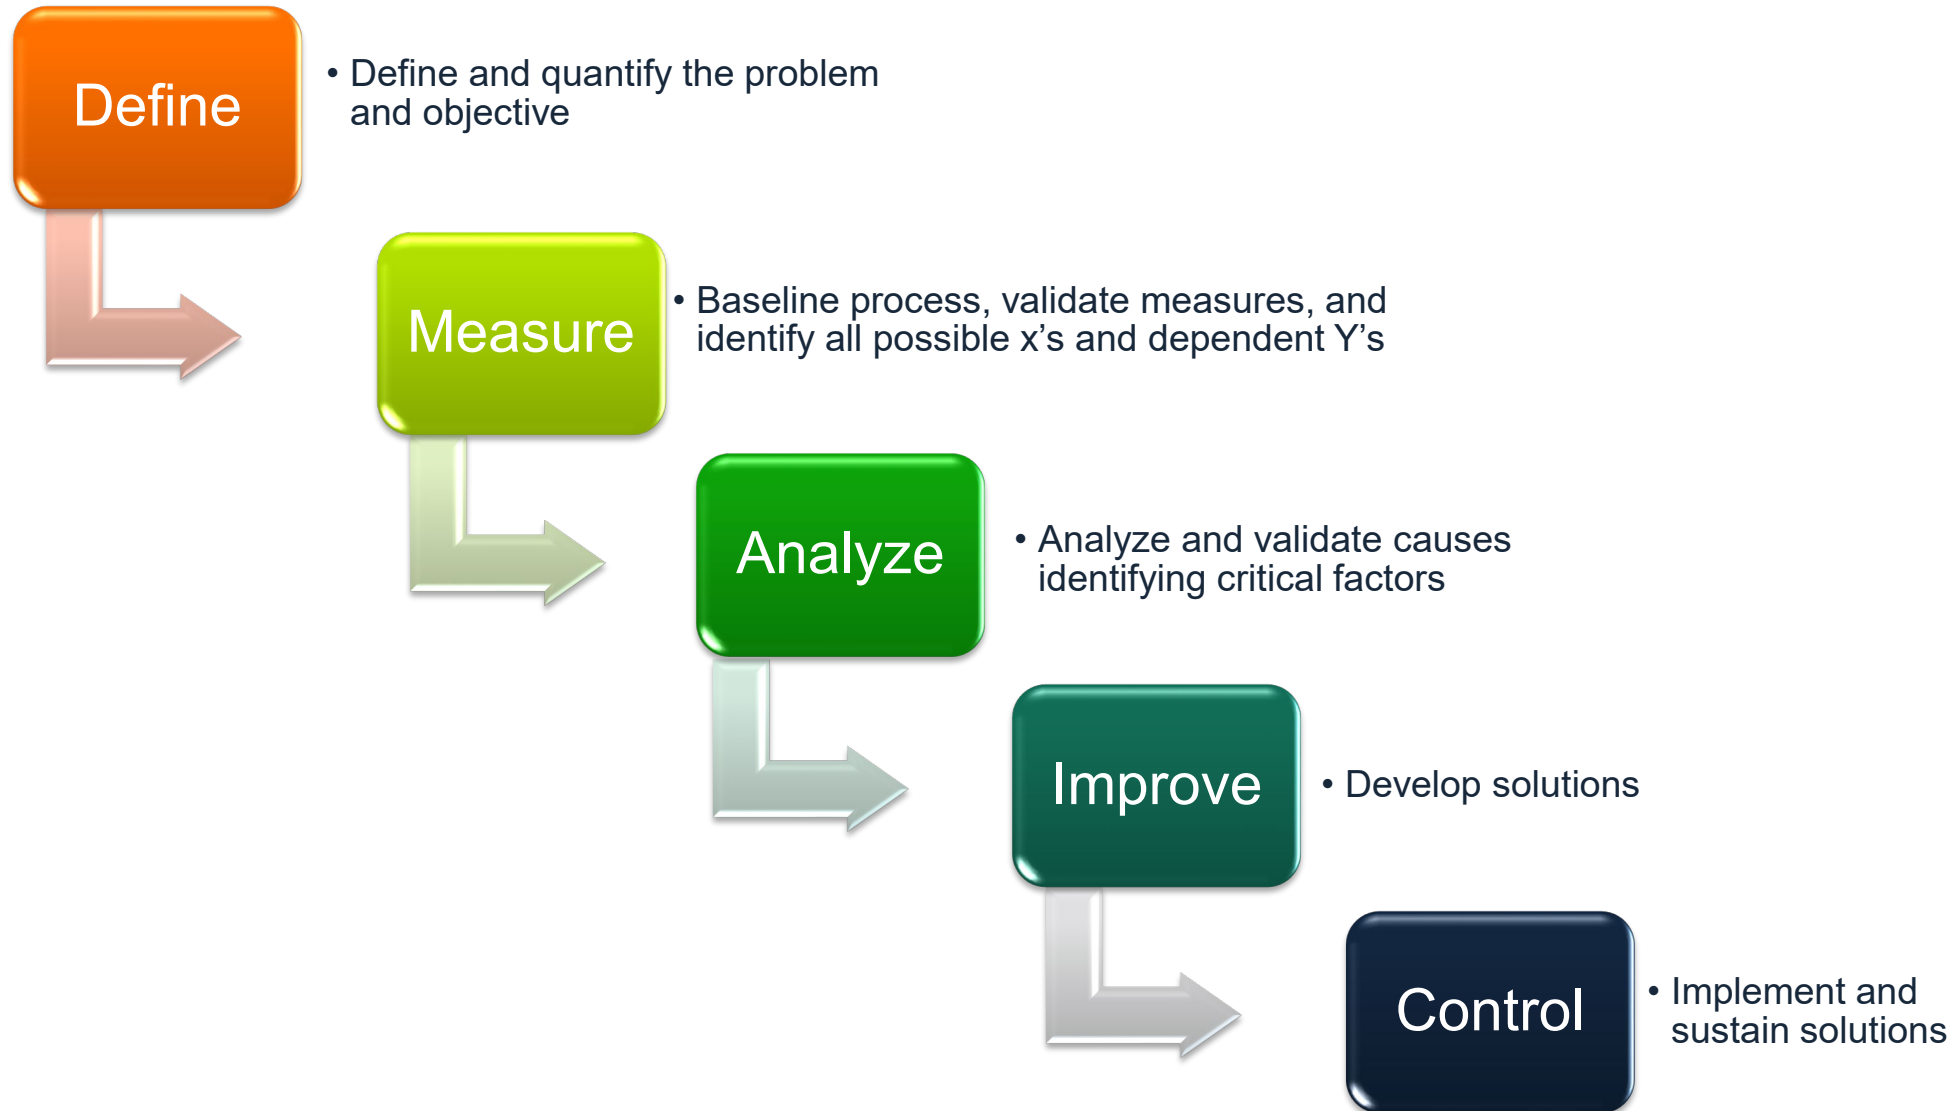 Define
• Define and quantify the problem
and objective
Measure
• Baseline process, validate measures, and
identify all possible x’s and dependent Y’s
Analyze
• Analyze and validate causes
identifying critical factors
Improve
• Develop solutions
Control
• Implement and
sustain solutions